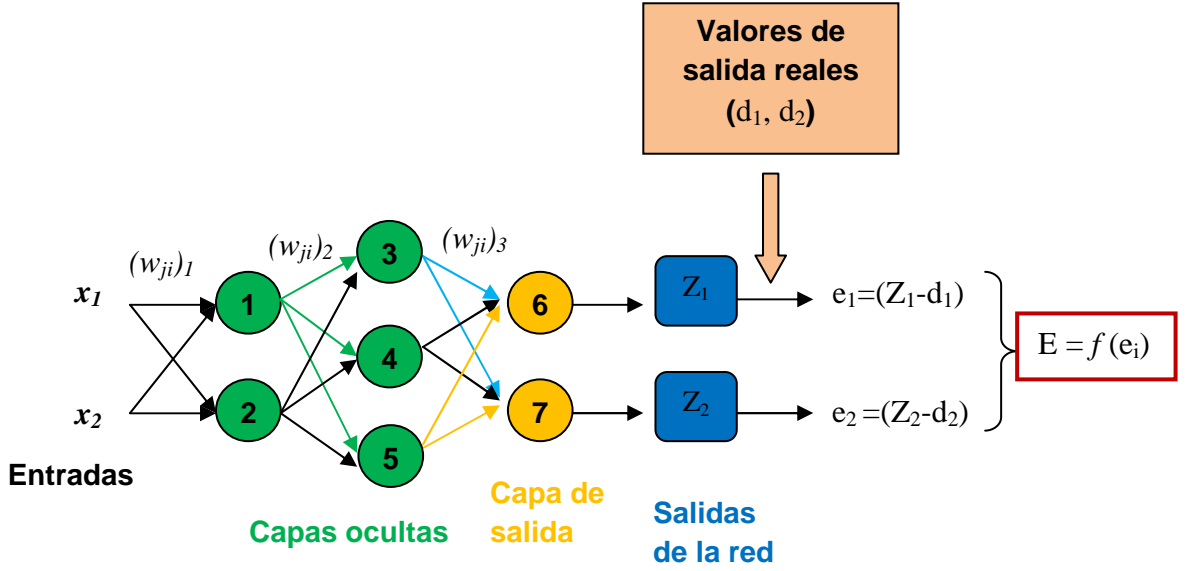 Valores de
salida reales
(d1, d2)
(wji)1
(wji)2
(wji)3
x1
x2
1
2
3
4
5
6
7
Z1
Z2
e1=(Z1-d1)
e2 =(Z2-d2)
E = f (ei)
Entradas
Capas ocultas
Capa de
salida
Salidas
de la red